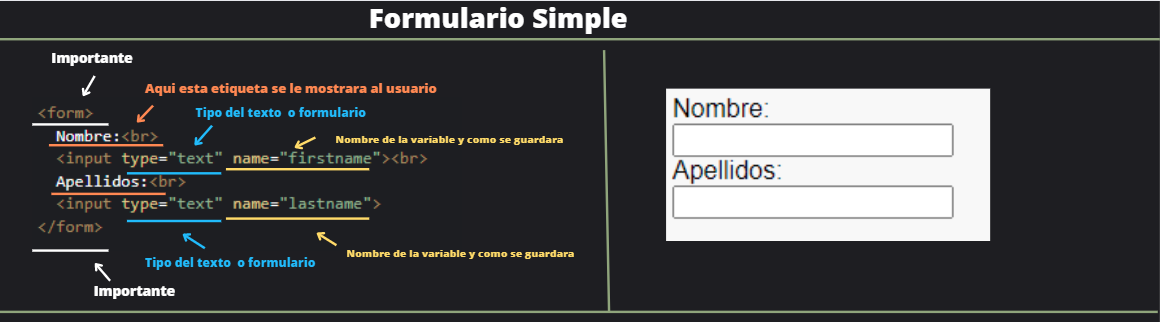 Formulario Simple
Importante
Aqui esta etiqueta se le mostrara al usuario
<form>
Tipo del texto o formulario
Nombre:<br>
Nombre de la variable y como se guardara
<input type="text" name="firstname"><br>
Apellidos:<br>
<input type="text" name="lastname">
</form>
Tipo del texto o formulario
Nombre de la variable y como se guardara
Importante
Nombre:
Apellidos: